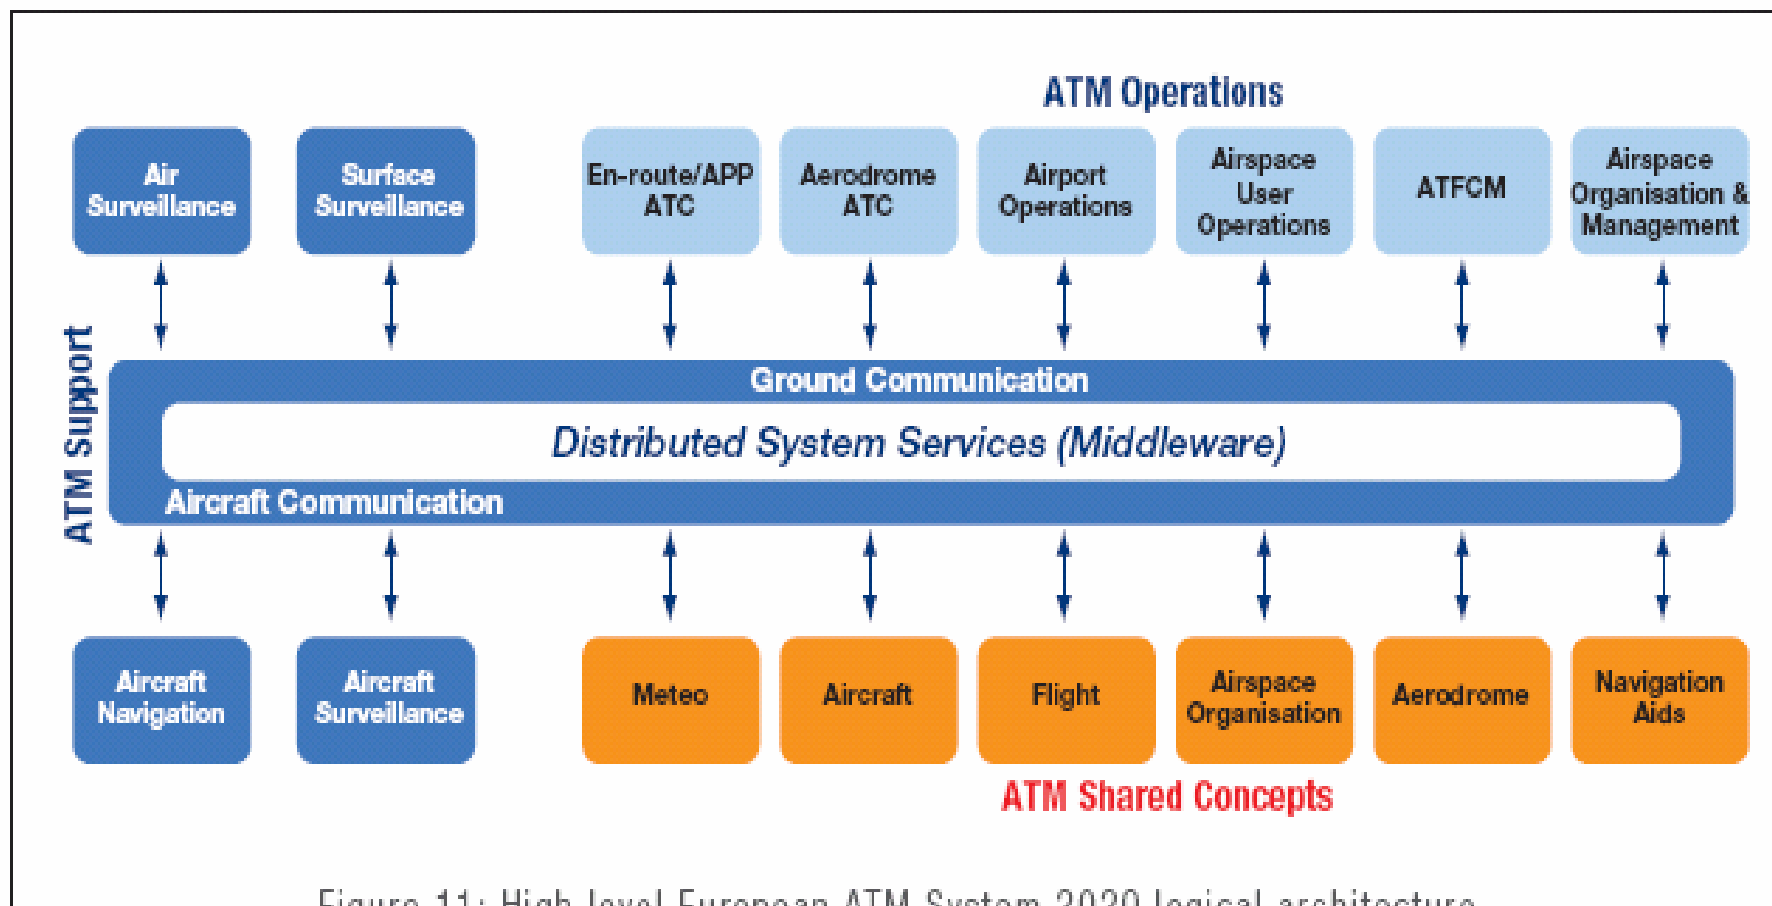 ATM Operations
Air
Surveillance
Surface
Surveillance
En-route/APP
ATC
Aerodrome
ATC
Airport
Operations
Airspace
User
Operations
ATFCM
Airspace
Organisation &
Management
ATM Support
Ground Communication
Distributed System Services (Middleware)
Aircraft Communication
Aircraft
Navigation
Aircraft
Surveillance
Meteo
Aircraft
Flight
Airspace
Organisation
Aerodrome
Navigation
Aids
ATM Shared Concepts
Figure 11: High level European ATM System 2020 logical architecture